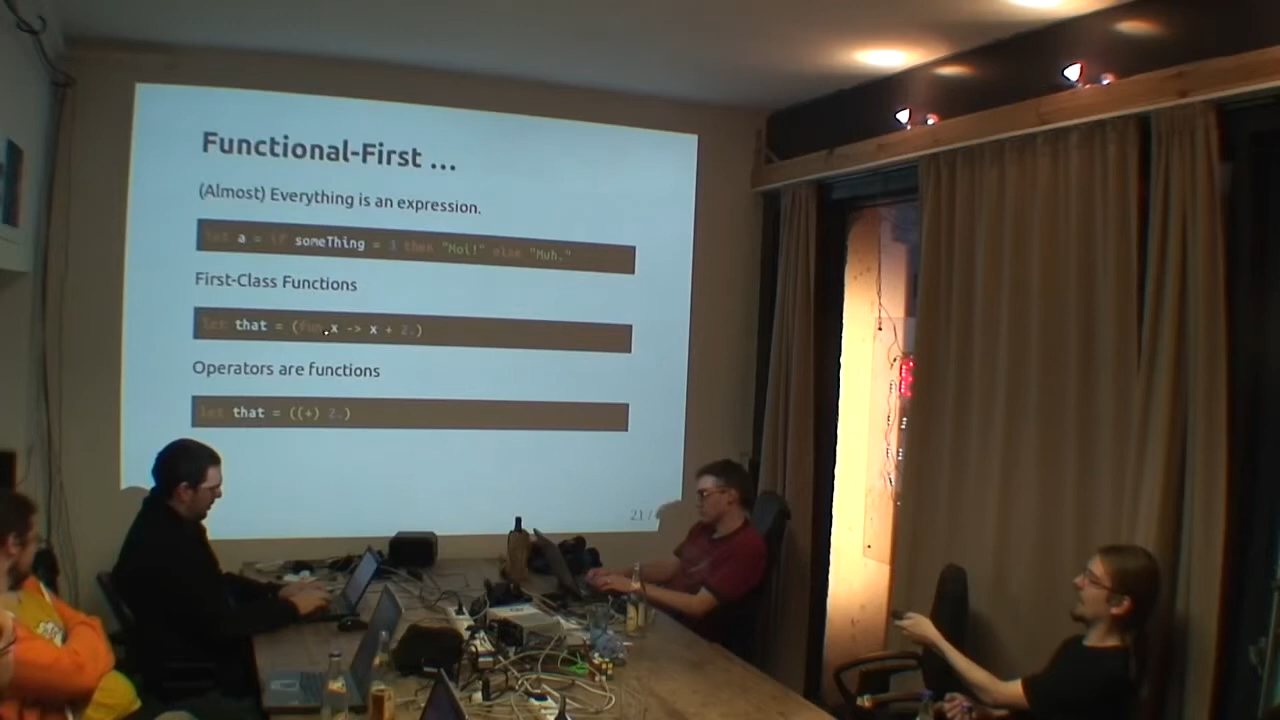 Functional-First ...
(Almost) Everything is an expression.
let a = if someThing = 3 then "Moi!" else "Muh."
First-Class Functions
let that = (fun x -> x + 2.)
Operators are functions
let that = ((+) 2.)
21 /